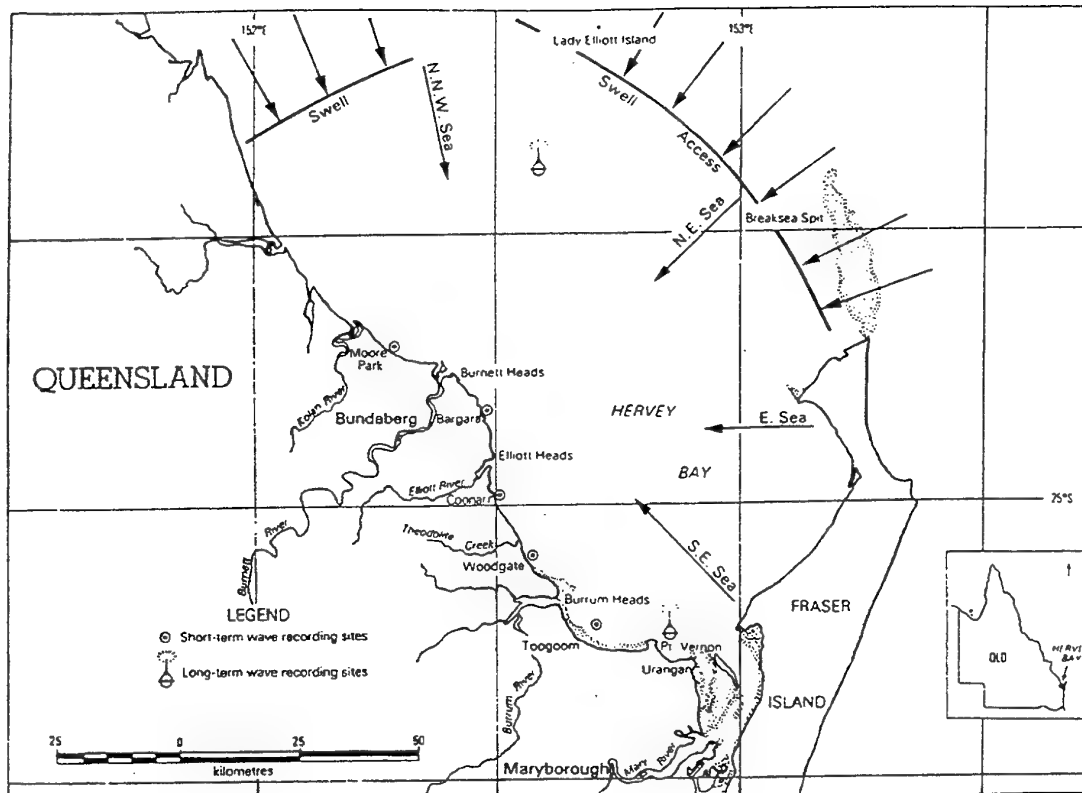 152°E
153°E
Lady Elliott Island
Swell
N.N.W. Sea
Swell
Access
N.E. Sea
Breaksea Spit
QUEENSLAND
Moore
Park
Kolan River
Burnett Heads
Bundaberg
Bargara
HERVEY
BAY
E. Sea
Elliott Heads
Elliott River
Coonarr
25°S
Theodolite
Creek
Woodgate
S.E. Sea
Burnett
River
Burrum Heads
FRASER
ISLAND
Toogoom
Pt. Vernon
Urangan
Burrum
River
Mary
River
Maryborough
LEGEND
Short-term wave recording sites
Long-term wave recording sites
25 0 25 50
kilometres
QLD
BAY